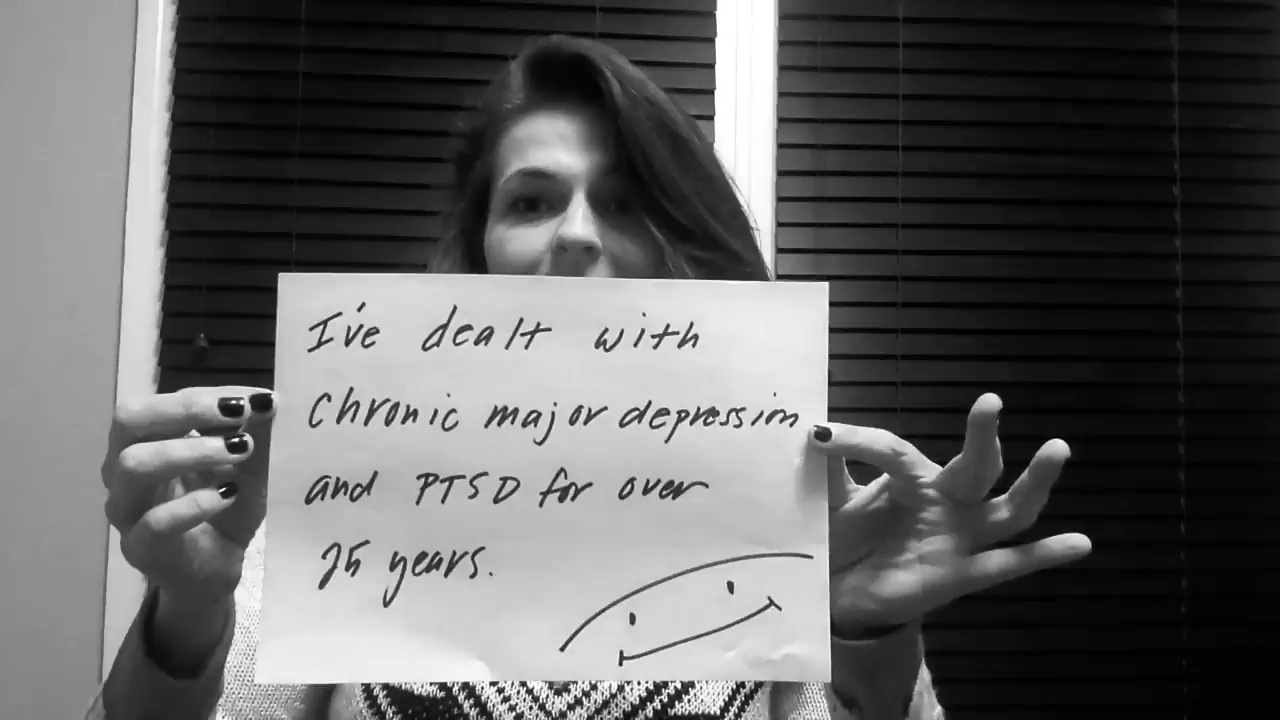 I've dealt with
Chronic major depression
and PTSD for over
25 years.